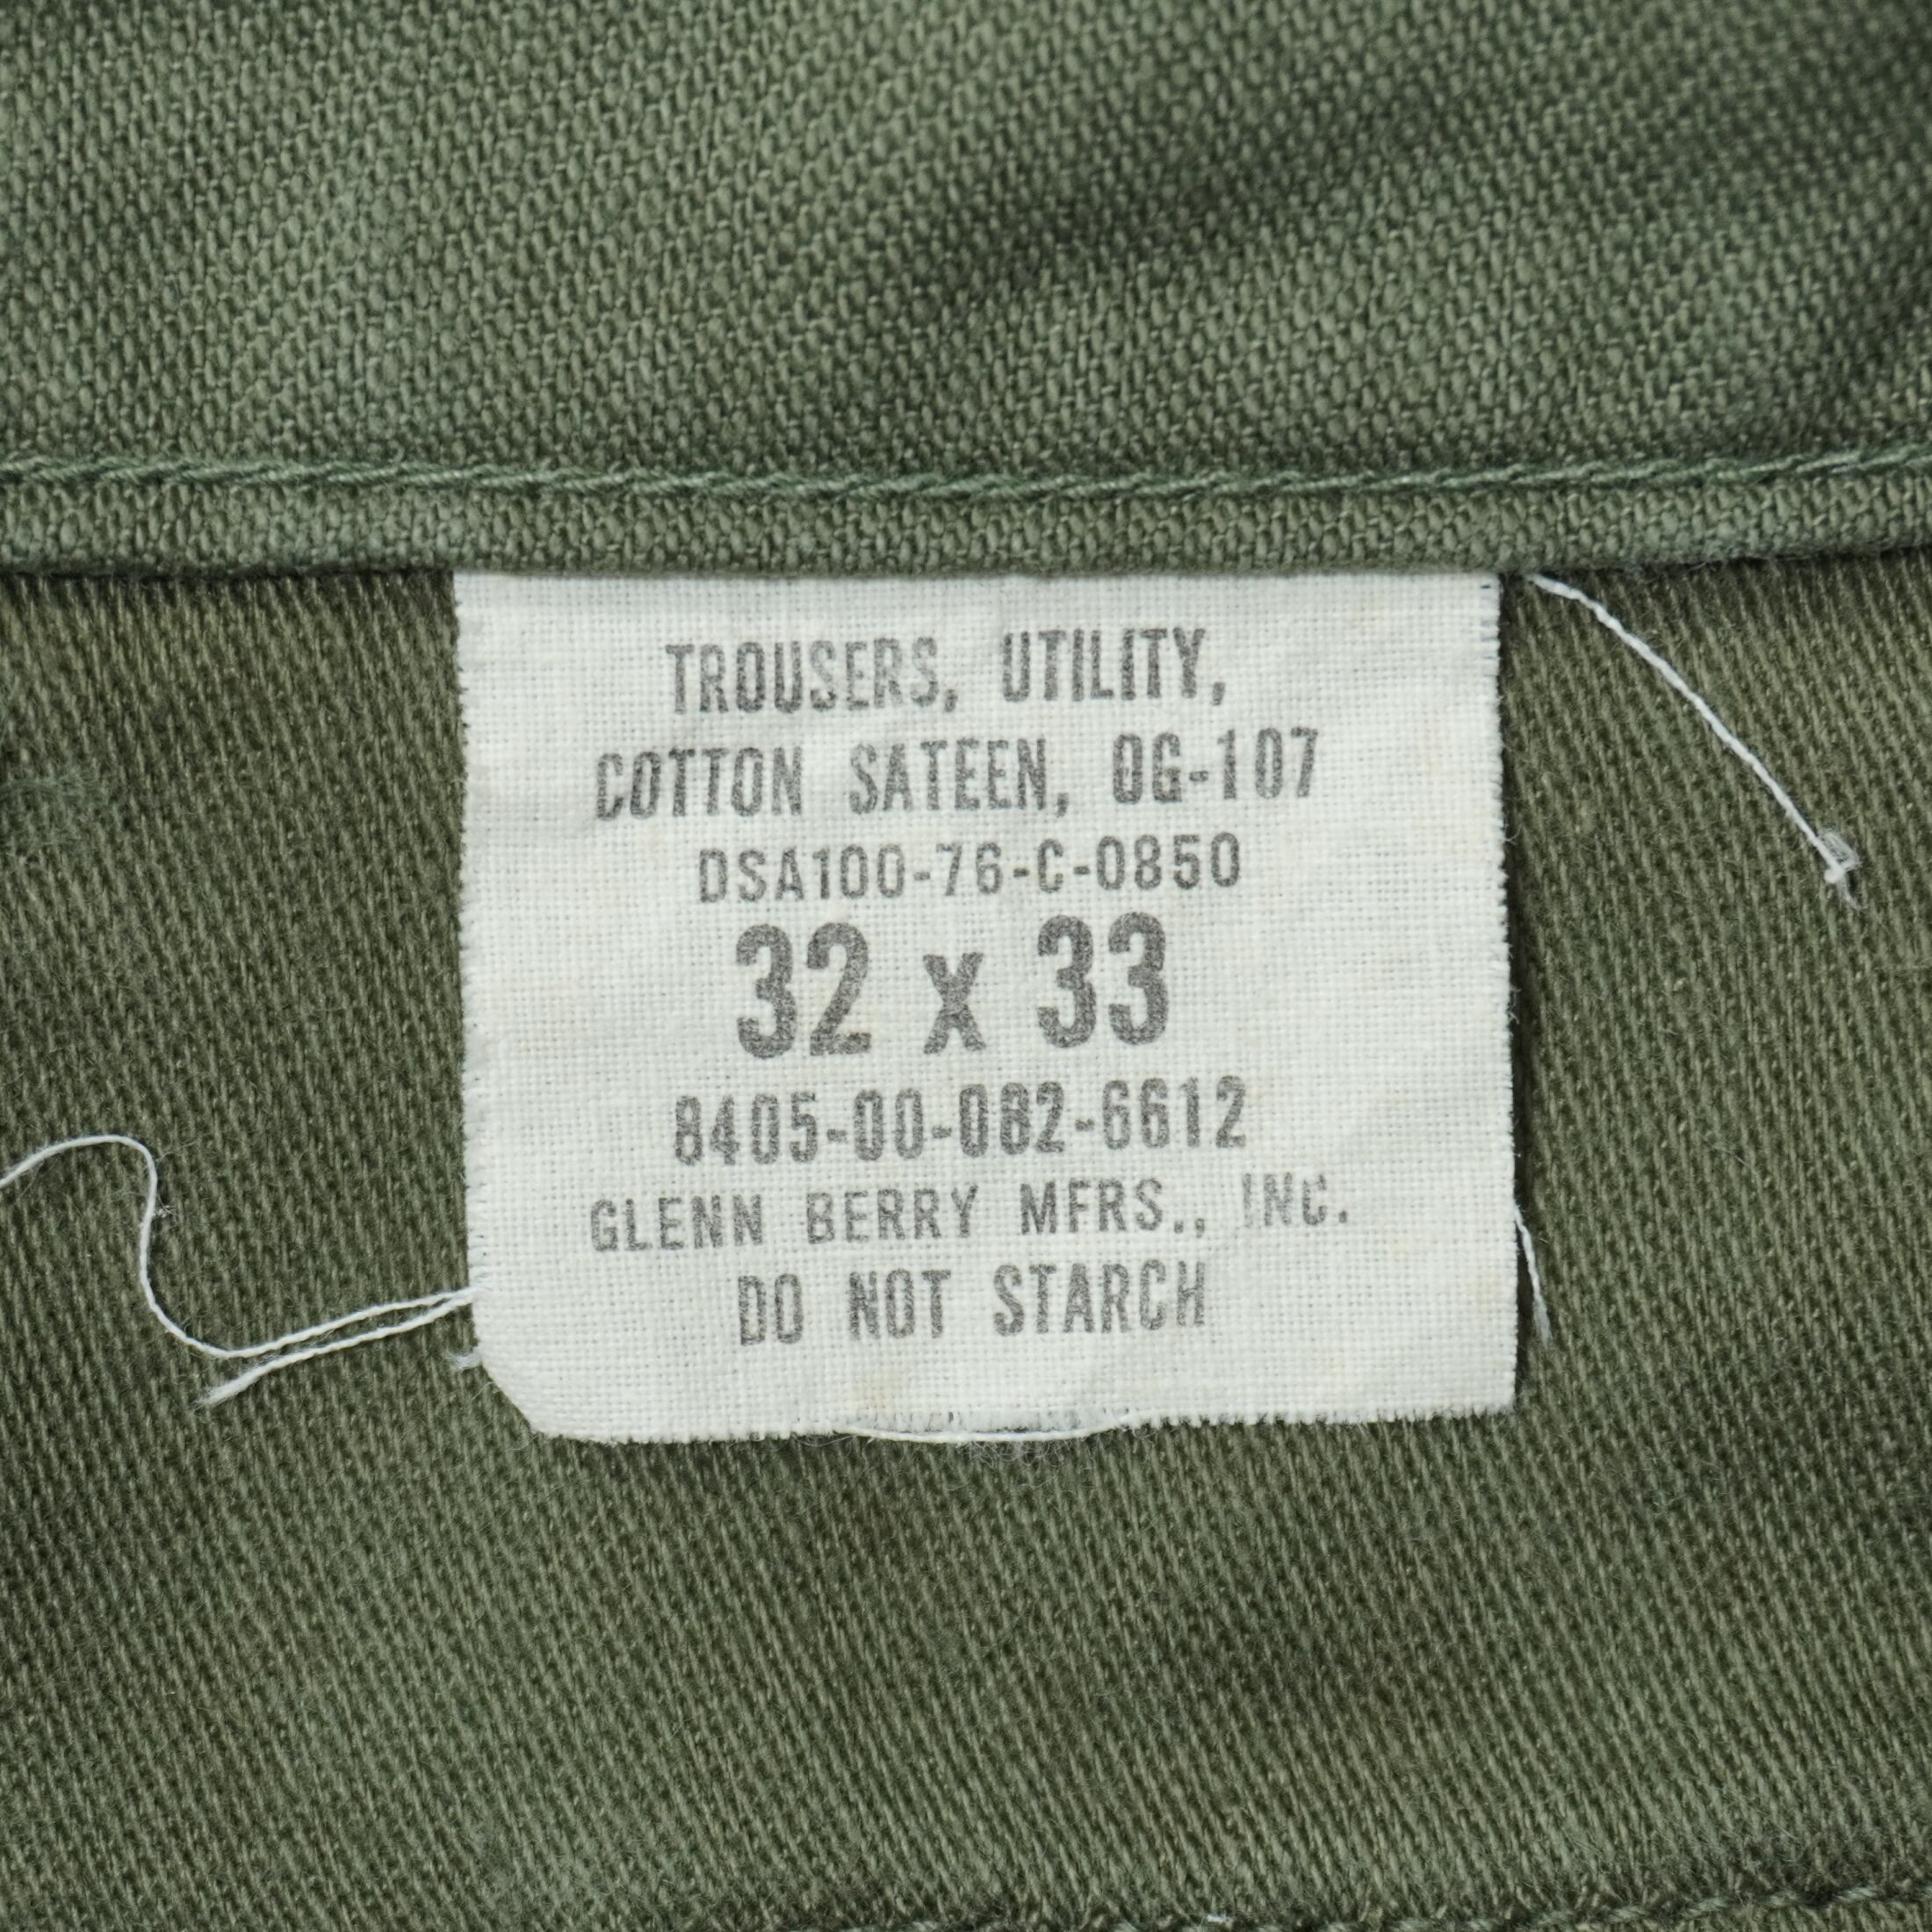 TROUSERS, UTILITY,
COTTON SATEEN, OG-107
DSA100-76-C-0850
32 x 33
8405-00-082-6612
GLENN BERRY MFRS., INC.
DO NOT STARCH